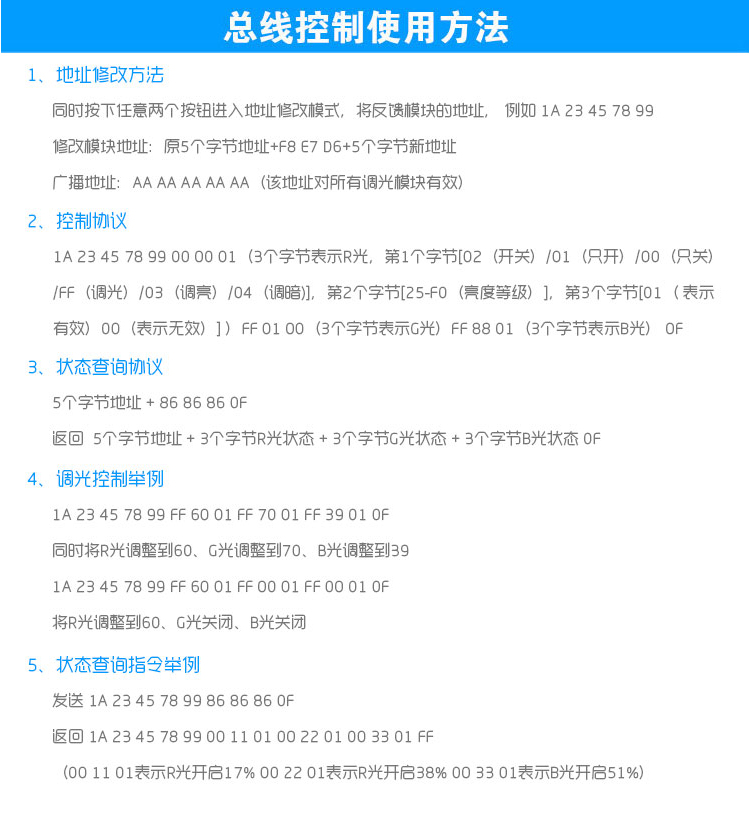 总线控制使用方法
1、地址修改方法
同时按下任意两个按钮进入地址修改模式，将反馈模块的地址， 例如 1A 23 45 78 99
修改模块地址：原5个字节地址+F8 E7 D6+5个字节新地址
广播地址：AA AA AA AA AA（该地址对所有调光模块有效）
2、控制协议
1A 23 45 78 99 00 00 01（3个字节表示R光，第1个字节[02（开关）/01（只开）/00（只关）
/FF（调光）/03（调亮）/04（调暗)]，第2个字节[25-F0（亮度等级）]，第3个字节[01（ 表示
有效）00（表示无效）]）FF 01 00（3个字节表示G光）FF 88 01（3个字节表示B光） 0F
3、状态查询协议
5个字节地址 + 86 86 86 0F
返回 5个字节地址 + 3个字节R光状态 + 3个字节G光状态 + 3个字节B光状态 0F
4、调光控制举例
1A 23 45 78 99 FF 60 01 FF 70 01 FF 39 01 0F
同时将R光调整到60、G光调整到70、B光调整到39
1A 23 45 78 99 FF 60 01 FF 00 01 FF 00 01 0F
将R光调整到60、G光关闭、B光关闭
5、状态查询指令举例
发送 1A 23 45 78 99 86 86 86 0F
返回 1A 23 45 78 99 00 11 01 00 22 01 00 33 01 FF
（00 11 01表示R光开启17% 00 22 01表示R光开启38% 00 33 01表示B光开启51%）